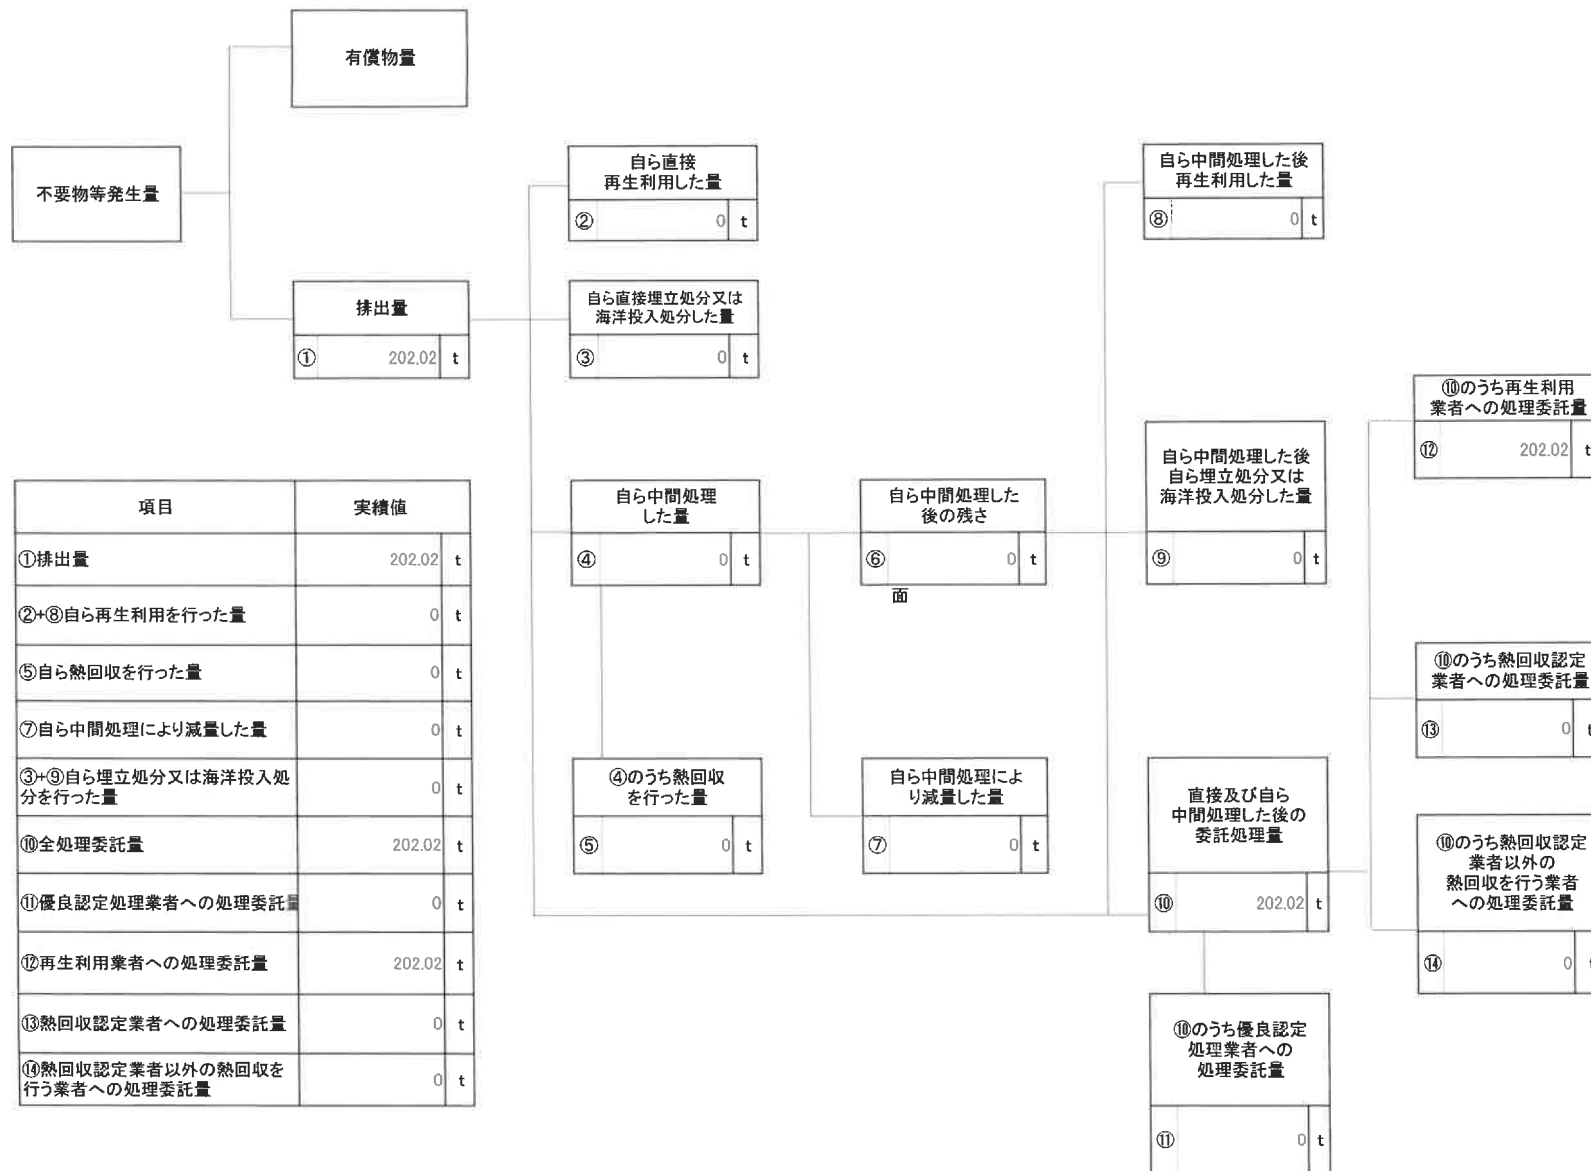 有償物量
不要物等発生量
排出量
① 202.02 t
自ら直接
再生利用した量
② 0 t
自ら直接埋立処分又は
海洋投入処分した量
③ 0 t
自ら中間処理
した量
④ 0 t
④のうち熱回収
を行った量
⑤ 0 t
自ら中間処理した
後の残さ
⑥ 0 t
面
自ら中間処理によ
り減量した量
⑦ 0 t
自ら中間処理した後
再生利用した量
⑧ 0 t
自ら中間処理した後
自ら埋立処分又は
海洋投入処分した量
⑨ 0 t
直接及び自ら
中間処理した後の
委託処理量
⑩ 202.02 t
⑩のうち優良認定
処理業者への
処理委託量
⑪ 0 t
⑩のうち再生利用
業者への処理委託量
⑫ 202.02 t
⑩のうち熱回収認定
業者への処理委託量
⑬ 0 t
⑩のうち熱回収認定
業者以外の
熱回収を行う業者
への処理委託量
⑭ 0 t
項目 実績値
①排出量 202.02 t
②+⑧自ら再生利用を行った量 0 t
⑤自ら熱回収を行った量 0 t
⑦自ら中間処理により減量した量 0 t
③+⑨自ら埋立処分又は海洋投入処
分を行った量 0 t
⑩全処理委託量 202.02 t
⑪優良認定処理業者への処理委託量 0 t
⑫再生利用業者への処理委託量 202.02 t
⑬熱回収認定業者への処理委託量 0 t
⑭熱回収認定業者以外の熱回収を
行う業者への処理委託量 0 t